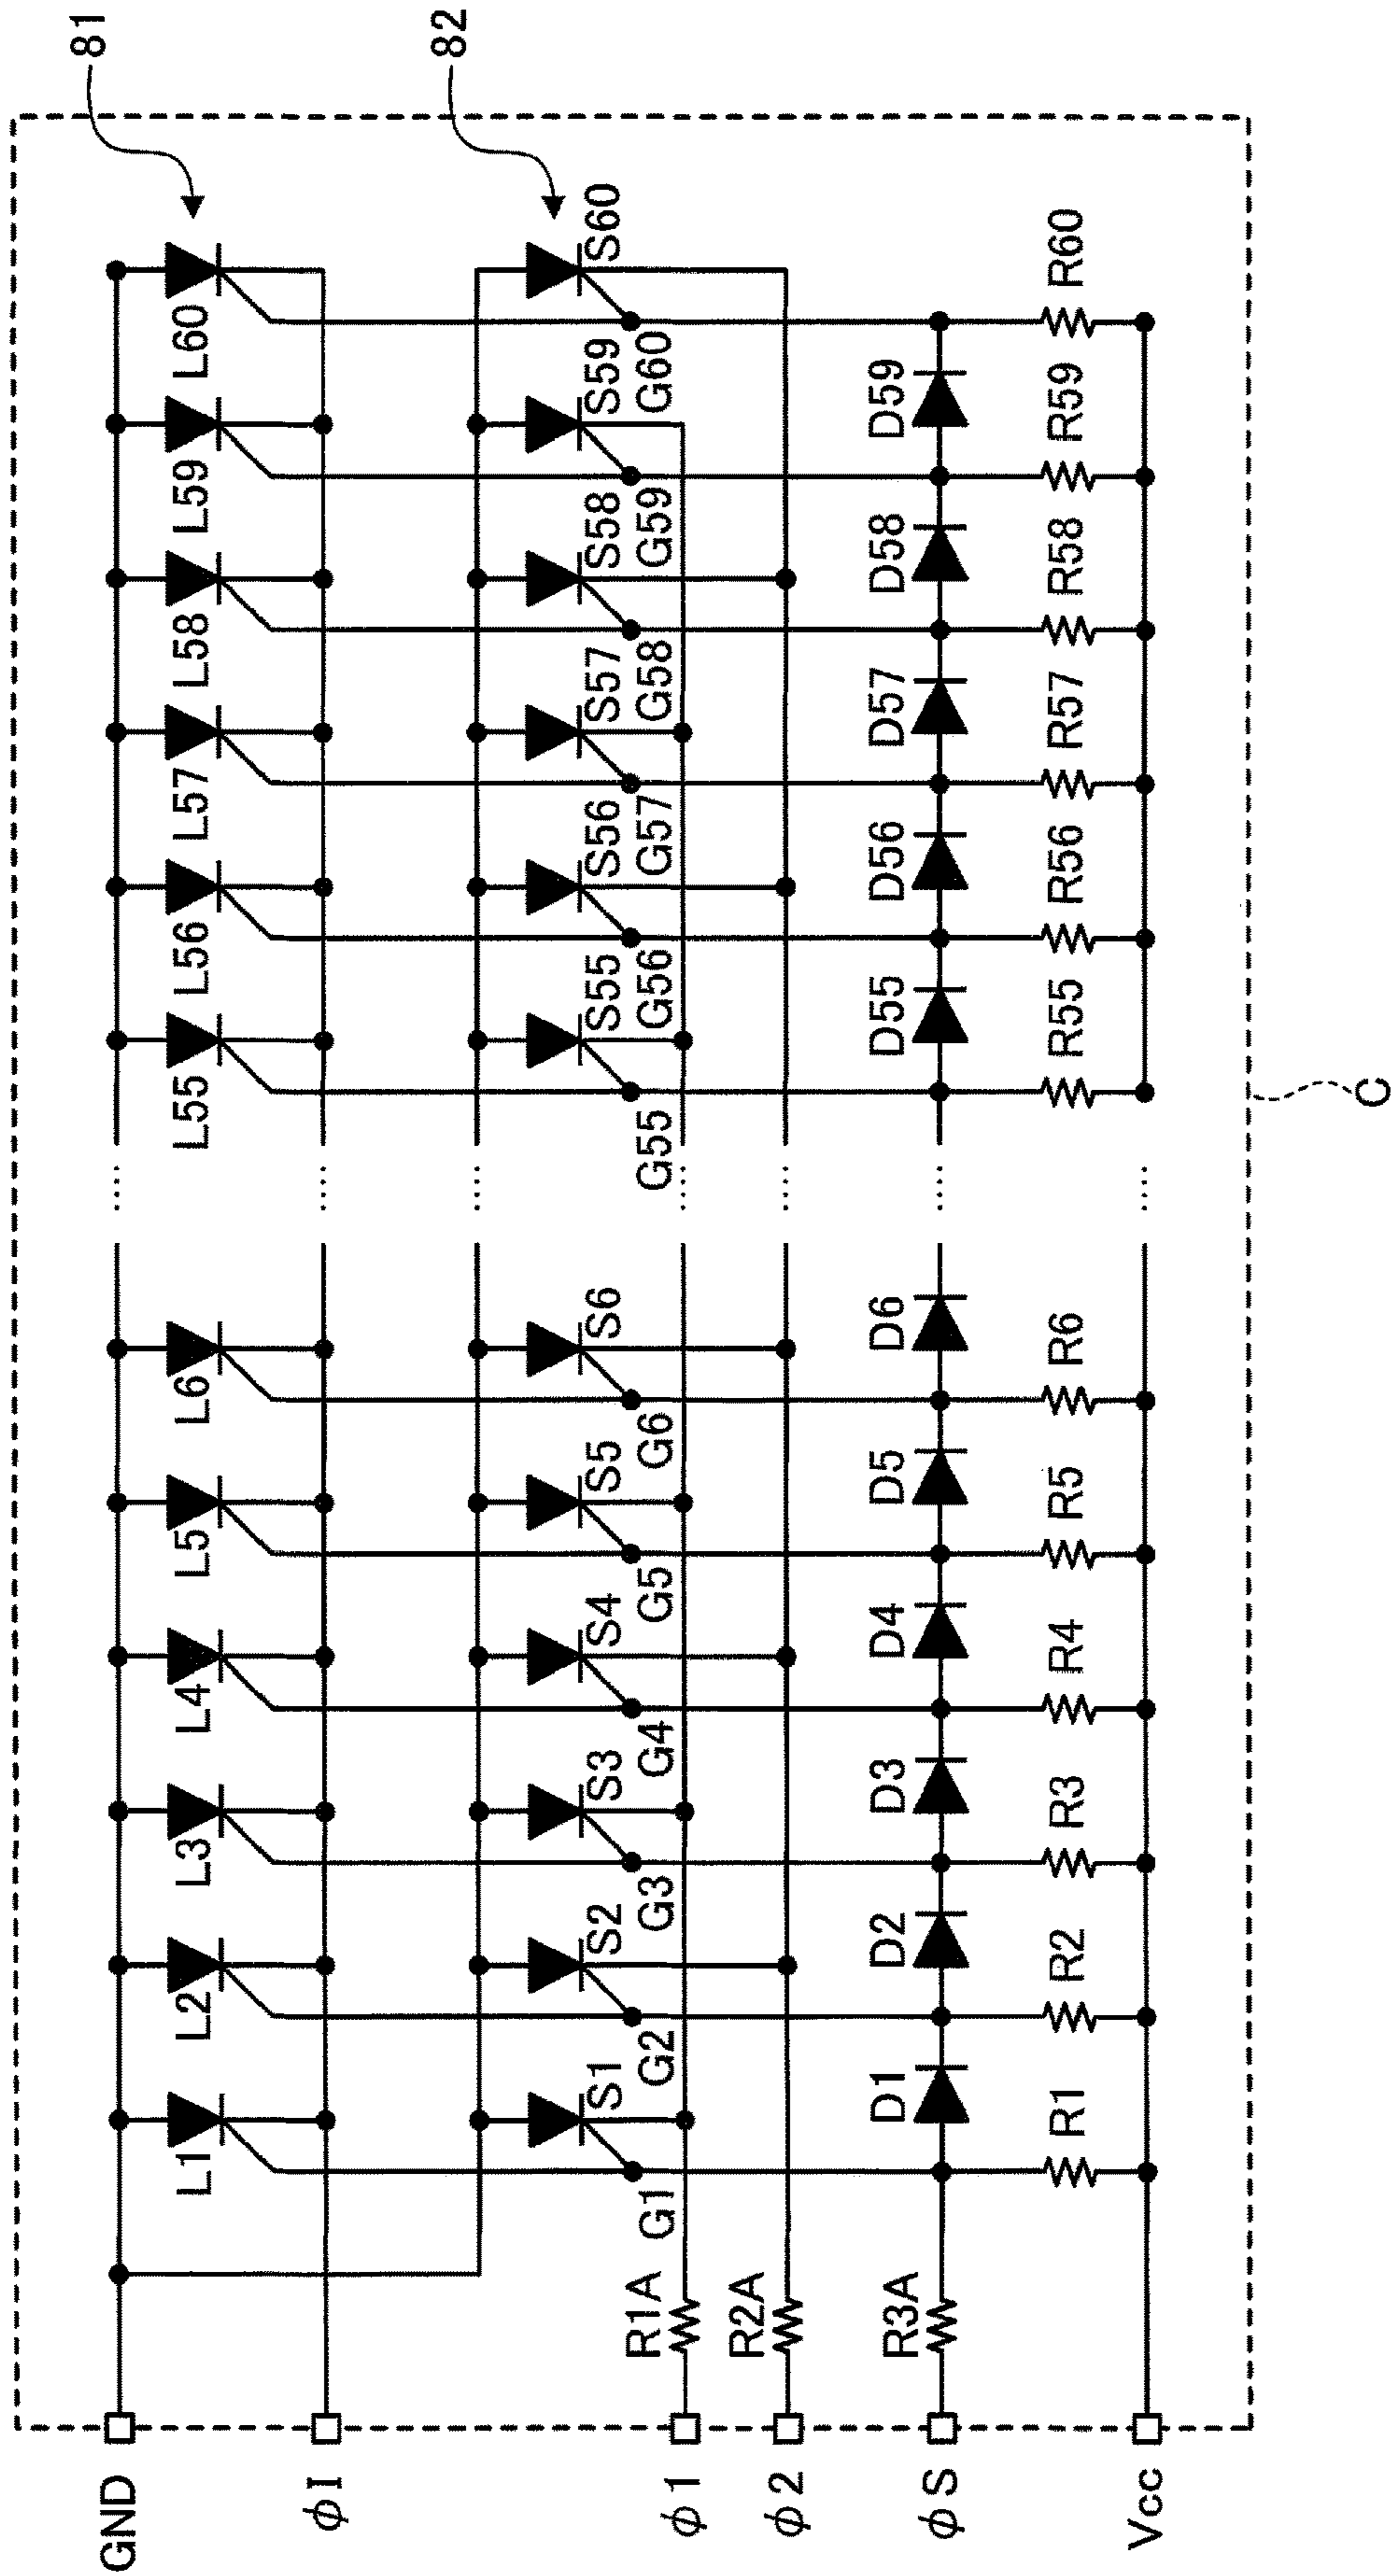 81
82
L1 L2 L3 L4 L5 L6 L55 L56 L57 L58 L59 L60
S1 S2 S3 S4 S5 S6 S55 S56 S57 S58 S59 S60
G1 G2 G3 G4 G5 G6 G55 G56 G57 G58 G59 G60
R1A
R2A
D1 D2 D3 D4 D5 D6 D55 D56 D57 D58 D59
R3A
R1 R2 R3 R4 R5 R6 R55 R56 R57 R58 R59 R60
GND
φI
φ1
φ2
φS
Vcc
C